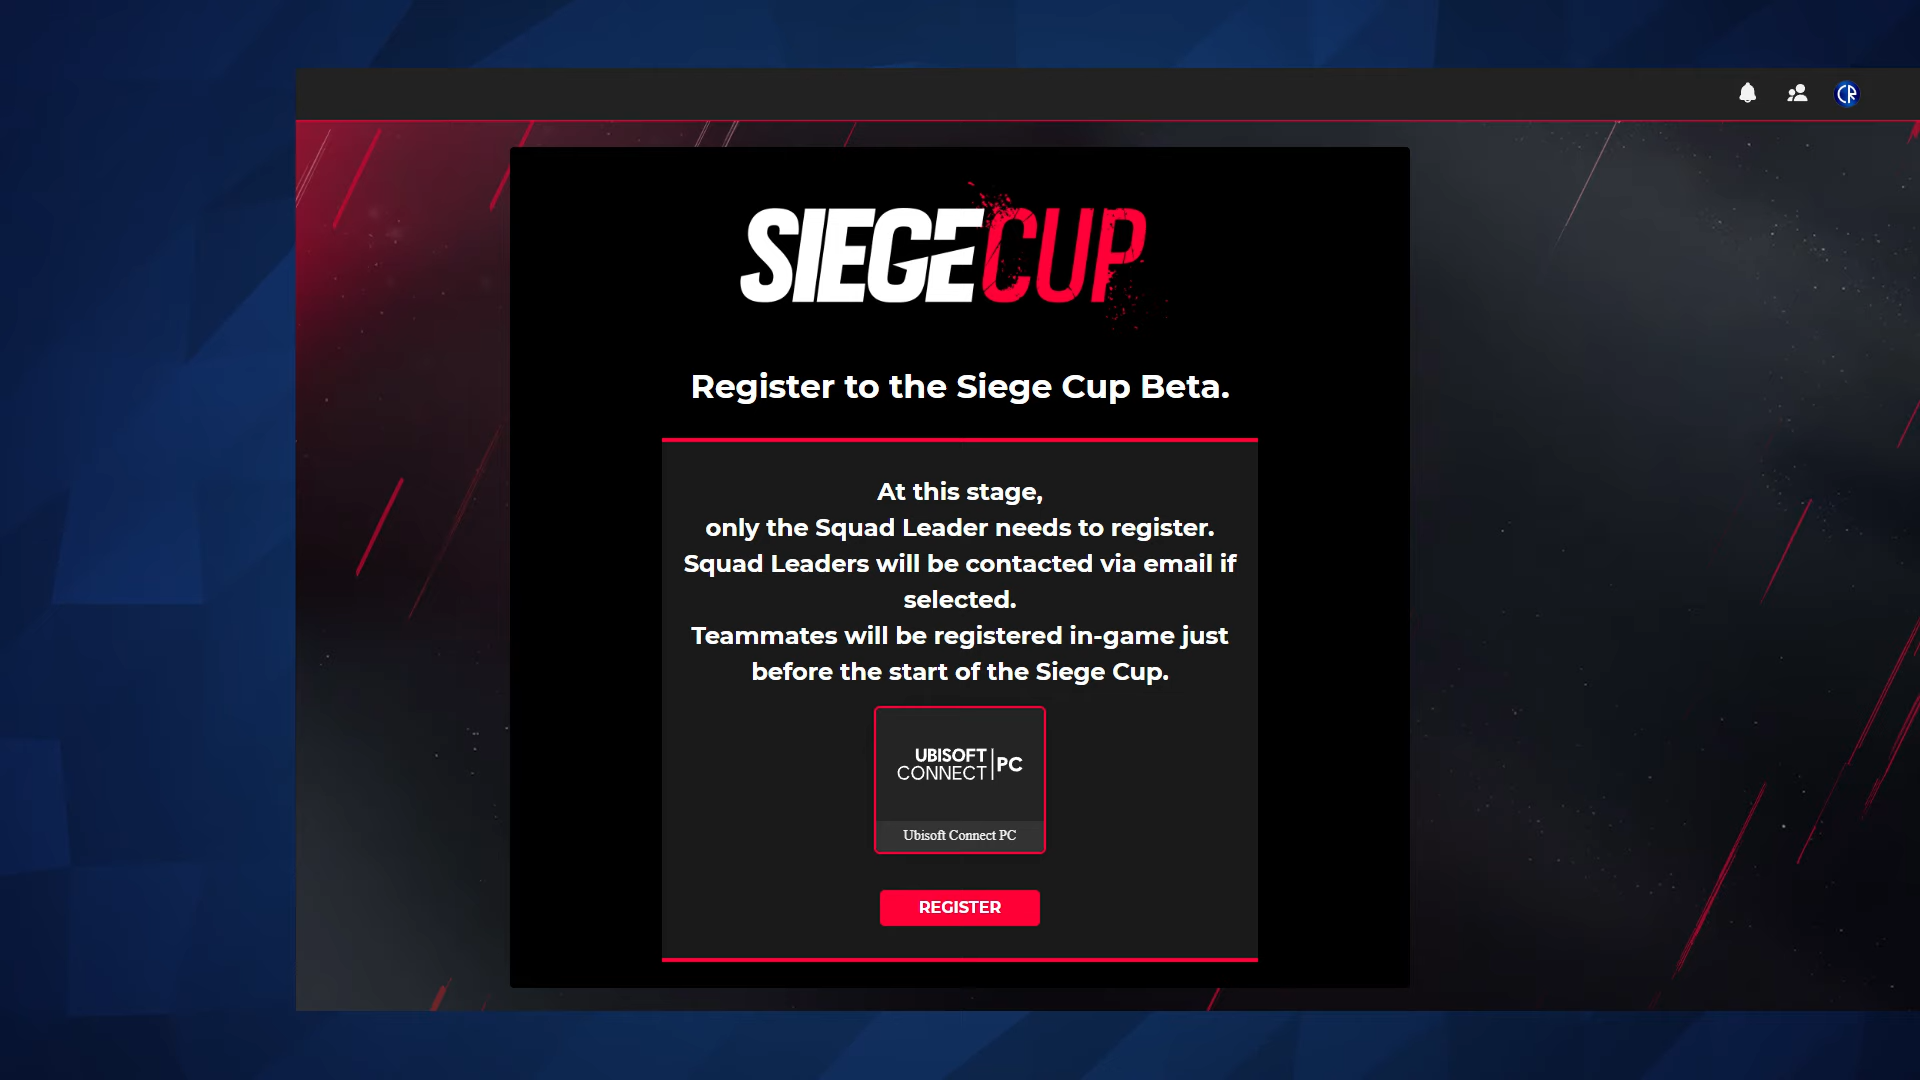 CR
SIEGECUP
Register to the Siege Cup Beta.
At this stage,
only the Squad Leader needs to register.
Squad Leaders will be contacted via email if
selected.
Teammates will be registered in-game just
before the start of the Siege Cup.
UBISOFT
CONNECT | PC
Ubisoft Connect PC
REGISTER